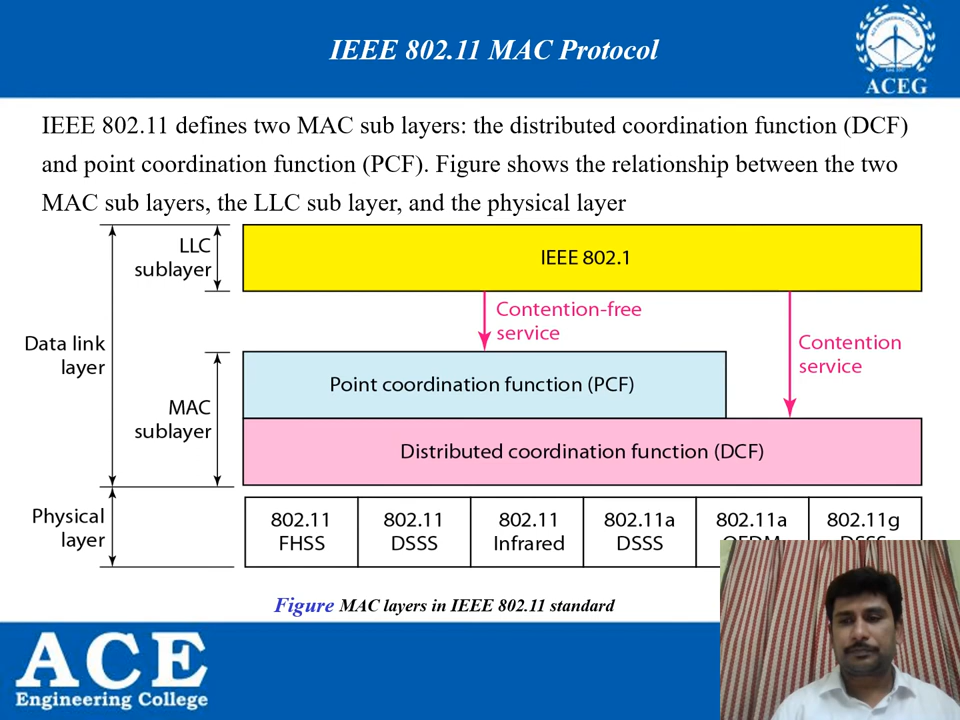 IEEE 802.11 MAC Protocol
ACEG
IEEE 802.11 defines two MAC sub layers: the distributed coordination function (DCF)
and point coordination function (PCF). Figure shows the relationship between the two
MAC sub layers, the LLC sub layer, and the physical layer
LLC
sublayer
IEEE 802.1
Contention-free
service
Contention
service
Data link
layer
MAC
sublayer
Point coordination function (PCF)
Distributed coordination function (DCF)
Physical
layer
802.11
FHSS
802.11
DSSS
802.11
Infrared
802.11a
DSSS
802.11a
OFDM
802.11g
DSSS
Figure MAC layers in IEEE 802.11 standard
ACE
Engineering College